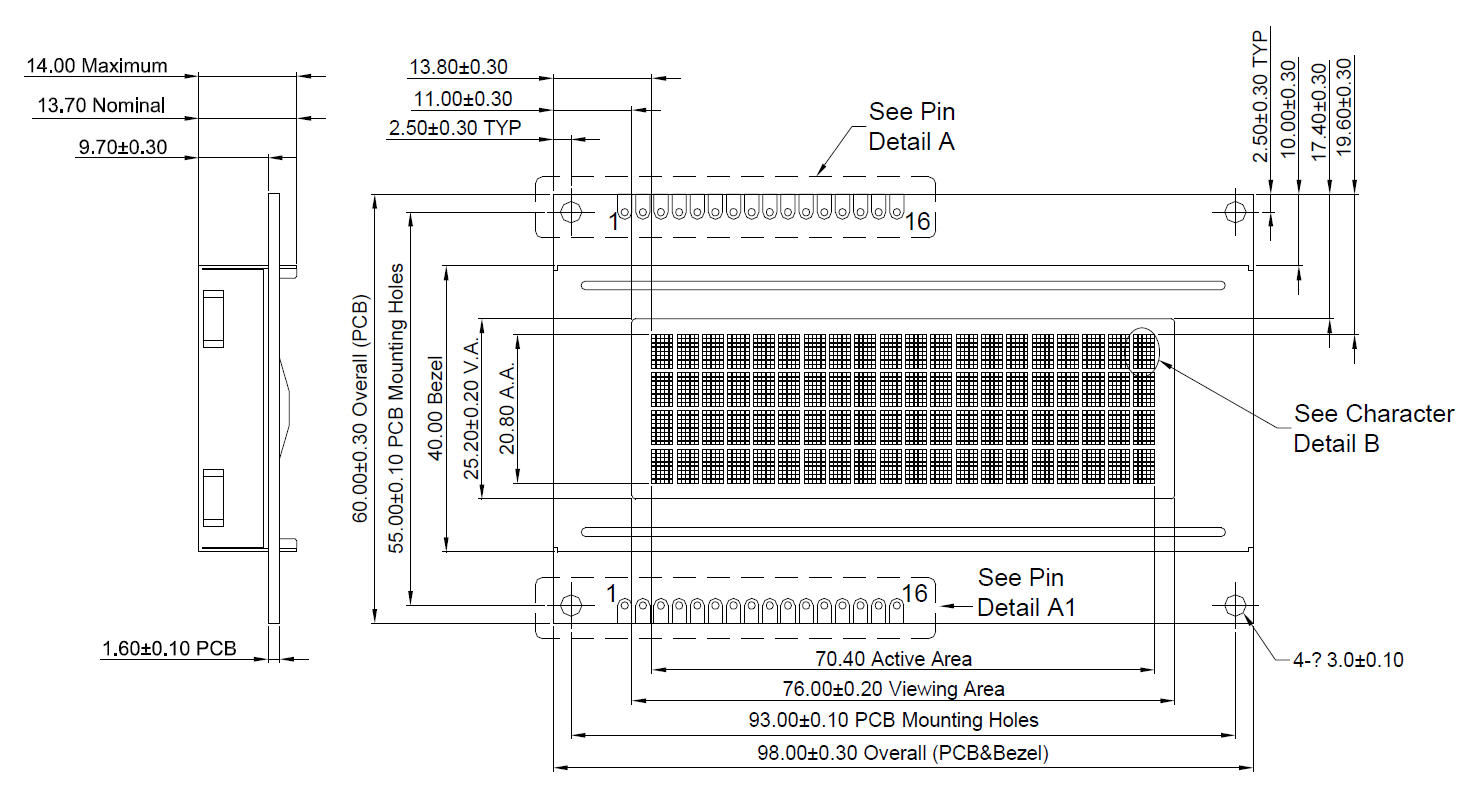 14.00 Maximum
13.70 Nominal
9.70±0.30
13.80±0.30
11.00±0.30
2.50±0.30 TYP
See Pin
Detail A
2.50±0.30 TYP
10.00±0.30
17.40±0.30
19.60±0.30
1
16
60.00±0.30 Overall (PCB)
55.00±0.10 PCB Mounting Holes
40.00 Bezel
25.20±0.20 V.A.
20.80 A.A.
See Character
Detail B
1
16
See Pin
Detail A1
1.60±0.10 PCB
4-? 3.0±0.10
70.40 Active Area
76.00±0.20 Viewing Area
93.00±0.10 PCB Mounting Holes
98.00±0.30 Overall (PCB&Bezel)